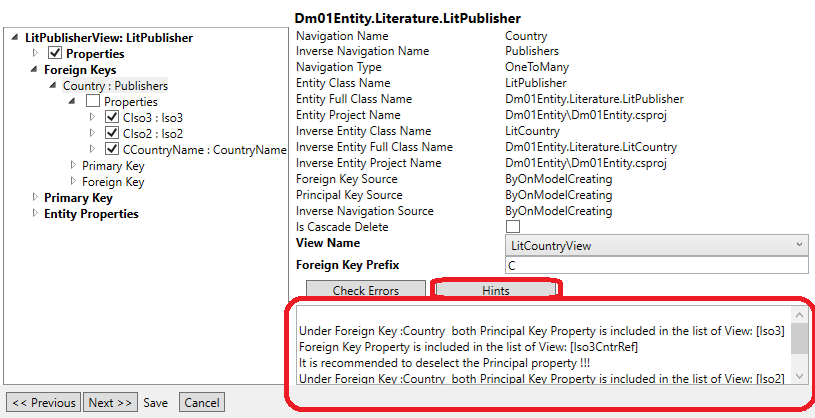 Dm01Entity.Literature.LitPublisher
LitPublisherView: LitPublisher
Properties
Foreign Keys
Country : Publishers
Properties
CIso3 : Iso3
CIso2 : Iso2
CCountryName : CountryName
Primary Key
Foreign Key
Primary Key
Entity Properties
Navigation Name Country
Inverse Navigation Name Publishers
Navigation Type OneToMany
Entity Class Name LitPublisher
Entity Full Class Name Dm01Entity.Literature.LitPublisher
Entity Project Name Dm01Entity\Dm01Entity.csproj
Inverse Entity Class Name LitCountry
Inverse Entity Full Class Name Dm01Entity.Literature.LitCountry
Inverse Entity Project Name Dm01Entity\Dm01Entity.csproj
Foreign Key Source ByOnModelCreating
Principal Key Source ByOnModelCreating
Inverse Navigation Source ByOnModelCreating
Is Cascade Delete
View Name LitCountryView
Foreign Key Prefix C
Check Errors Hints
Under Foreign Key :Country  both Principal Key Property is included in the list of View: [Iso3]
Foreign Key Property is included in the list of View: [Iso3CntrRef]
It is recommended to deselect the Principal property !!!
Under Foreign Key :Country  both Principal Key Property is included in the list of View: [Iso2]
<< Previous Next >> Save Cancel